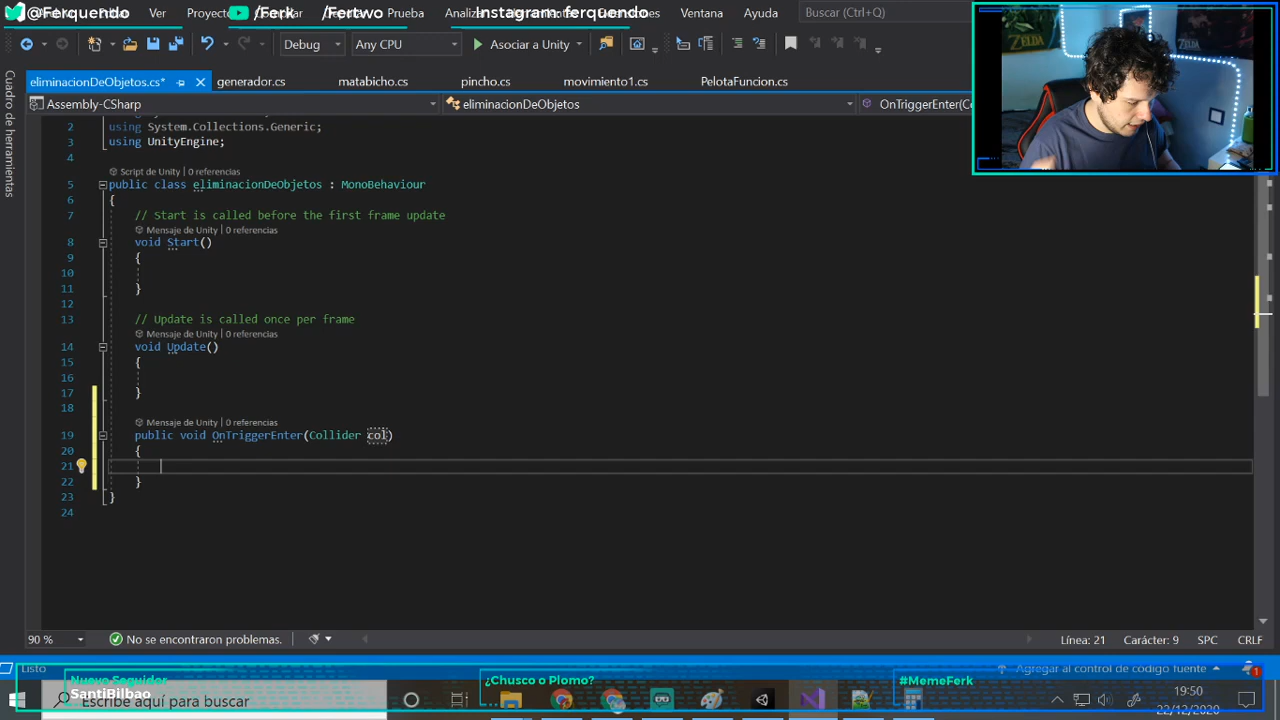 @Ferquendo
/Ferk
/Ferwo
Instagram: ferquendo
Ver
Proyecto
Prueba
Ventana
Ayuda
Buscar (Ctrl+Q)
Debug
Any CPU
Asociar a Unity
Cuadro de herramientas
eliminacionDeObjetos.cs*
generador.cs
matabicho.cs
pincho.cs
movimiento1.cs
PelotaFuncion.cs
Assembly-CSharp
eliminacionDeObjetos
OnTriggerEnter(Co
2 using System.Collections.Generic;
3 using UnityEngine;
4
Script de Unity | 0 referencias
5 public class eliminacionDeObjetos : MonoBehaviour
6 {
7 // Start is called before the first frame update
Mensaje de Unity | 0 referencias
8 void Start()
9 {
10
11 }
12
13 // Update is called once per frame
Mensaje de Unity | 0 referencias
14 void Update()
15 {
16
17 }
18
Mensaje de Unity | 0 referencias
19 public void OnTriggerEnter(Collider col)
20 {
21
22 }
23 }
24
90 %
No se encontraron problemas.
Línea: 21
Carácter: 9
SPC
CRLF
Listo
Agregar al control de código fuente
1
Nuevo Seguidor
SantiBilbao
¿Chusco o Plomo?
#MemeFerk
Escribe aquí para buscar
19:50
22/12/2020